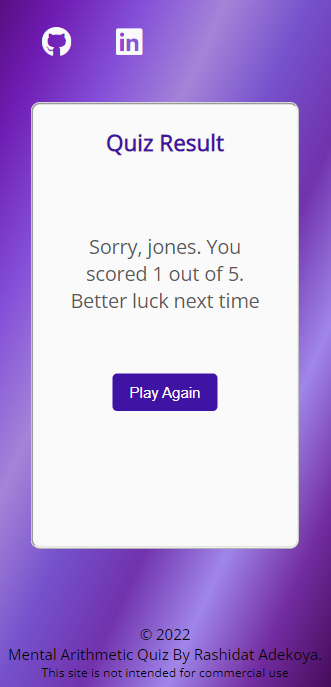 Quiz Result
Sorry, jones. You
scored 1 out of 5.
Better luck next time
Play Again
© 2022
Mental Arithmetic Quiz By Rashidat Adekoya.
This site is not intended for commercial use